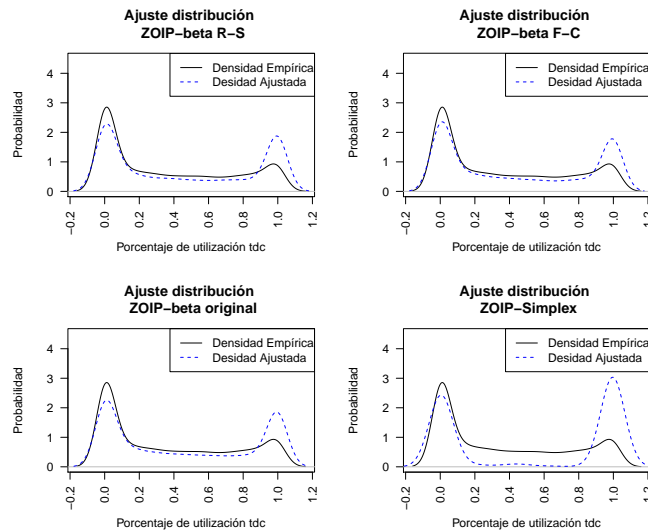 Ajuste distribución
ZOIP−beta R−S
Densidad Empírica
Desidad Ajustada
Probabilidad
4
3
2
1
0
−0.2
0.0
0.2
0.4
0.6
0.8
1.0
1.2
Porcentaje de utilización tdc
Ajuste distribución
ZOIP−beta F−C
Densidad Empírica
Desidad Ajustada
Probabilidad
4
3
2
1
0
−0.2
0.0
0.2
0.4
0.6
0.8
1.0
1.2
Porcentaje de utilización tdc
Ajuste distribución
ZOIP−beta original
Densidad Empírica
Desidad Ajustada
Probabilidad
4
3
2
1
0
−0.2
0.0
0.2
0.4
0.6
0.8
1.0
1.2
Porcentaje de utilización tdc
Ajuste distribución
ZOIP−Simplex
Densidad Empírica
Desidad Ajustada
Probabilidad
4
3
2
1
0
−0.2
0.0
0.2
0.4
0.6
0.8
1.0
1.2
Porcentaje de utilización tdc